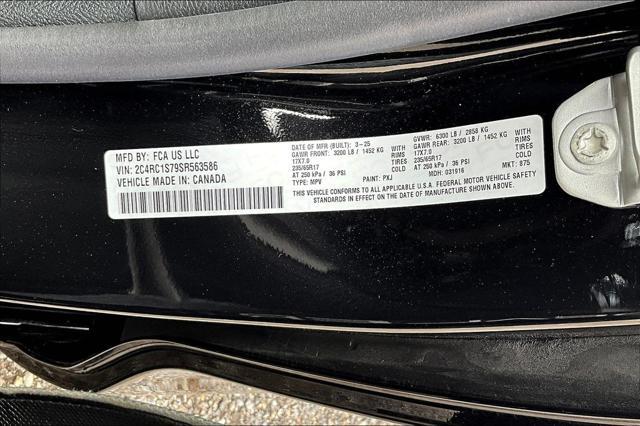 MFD BY: FCA US LLC
VIN: 2C4RC1S79SR563586
VEHICLE MADE IN: CANADA
DATE OF MFR (BUILT): 3-25 GVWR: 6300 LB / 2858 KG
GAWR FRONT: 3200 LB / 1452 KG WITH GAWR REAR: 3200 LB / 1452 KG WITH
17X7.0 RIMS 17X7.0 RIMS
235/65R17 TIRES 235/65R17 TIRES
AT 250 kPa / 36 PSI AT 250 kPa / 36 PSI
TYPE: MPV PAINT: PXJ MDH: 031916 MKT: 875
THIS VEHICLE CONFORMS TO ALL APPLICABLE U.S.A. FEDERAL MOTOR VEHICLE SAFETY
STANDARDS IN EFFECT ON THE DATE OF MANUFACTURE SHOWN ABOVE